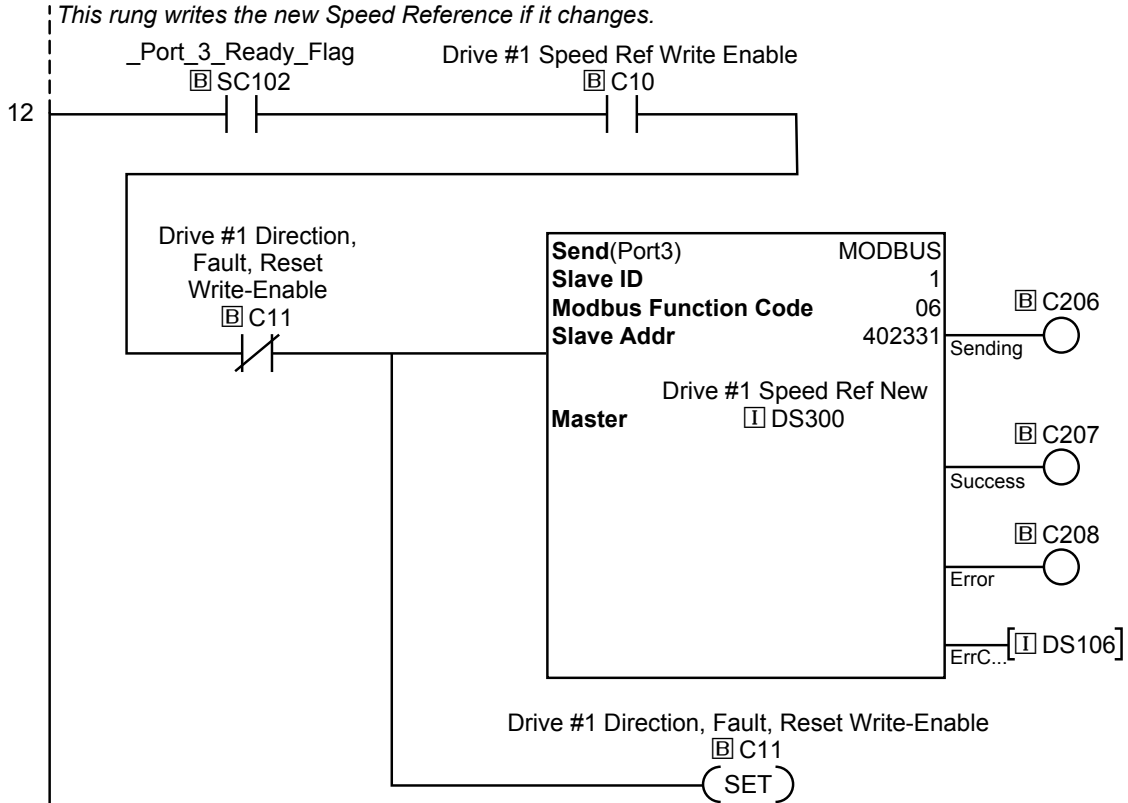 This rung writes the new Speed Reference if it changes.
_Port_3_Ready_Flag
B SC102
Drive #1 Speed Ref Write Enable
B C10
12
Drive #1 Direction,
Fault, Reset
Write-Enable
B C11
Send(Port3) MODBUS
Slave ID 1
Modbus Function Code 06
Slave Addr 402331
Drive #1 Speed Ref New
Master I DS300
B C206
Sending
B C207
Success
B C208
Error
I DS106
ErrC...
Drive #1 Direction, Fault, Reset Write-Enable
B C11
SET